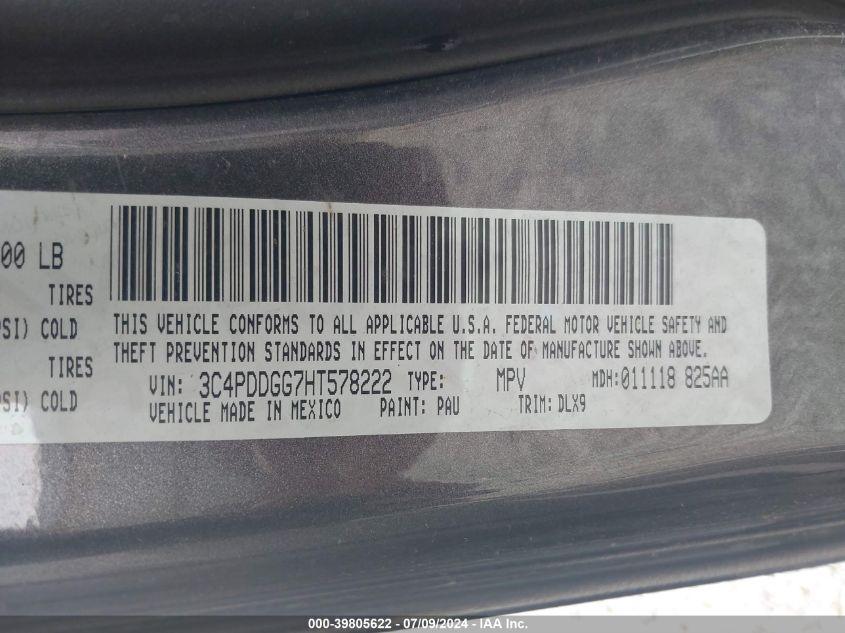 00 LB
TIRES
PSI) COLD
TIRES
PSI) COLD
THIS VEHICLE CONFORMS TO ALL APPLICABLE U.S.A. FEDERAL MOTOR VEHICLE SAFETY AND
THEFT PREVENTION STANDARDS IN EFFECT ON THE DATE OF MANUFACTURE SHOWN ABOVE.
VIN: 3C4PDDGG7HT578222 TYPE: MPV MDH:011118 825AA
VEHICLE MADE IN MEXICO PAINT: PAU TRIM: DLX9
000-39805622 - 07/09/2024 - IAA Inc.